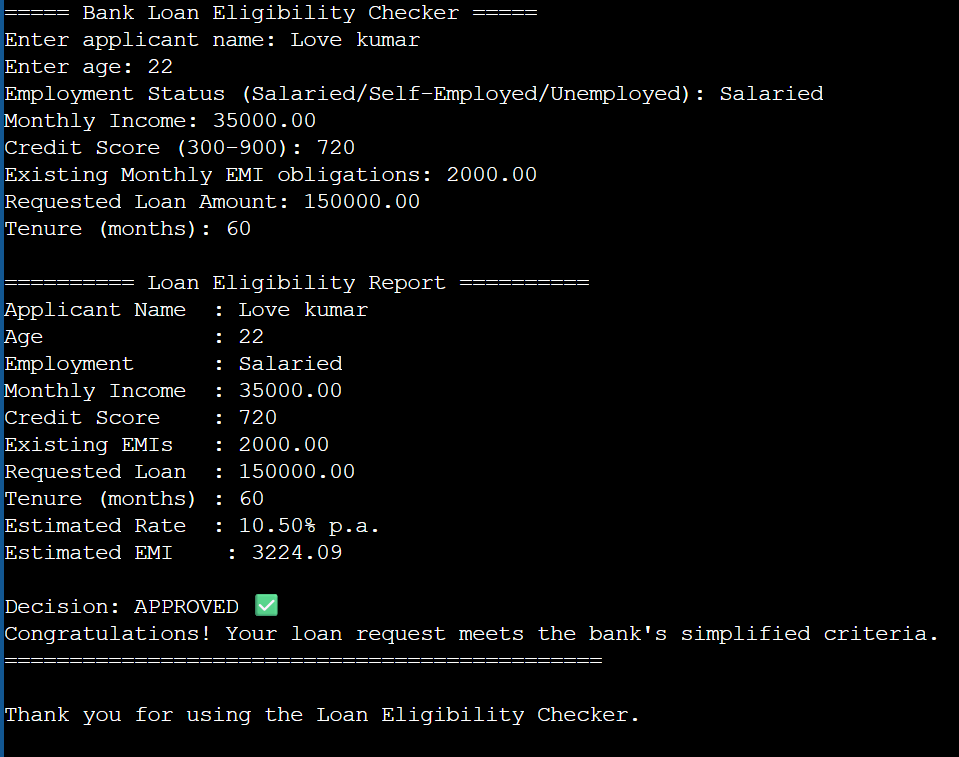 ===== Bank Loan Eligibility Checker =====
Enter applicant name: Love kumar
Enter age: 22
Employment Status (Salaried/Self-Employed/Unemployed): Salaried
Monthly Income: 35000.00
Credit Score (300-900): 720
Existing Monthly EMI obligations: 2000.00
Requested Loan Amount: 150000.00
Tenure (months): 60
========== Loan Eligibility Report ==========
Applicant Name  : Love kumar
Age             : 22
Employment      : Salaried
Monthly Income  : 35000.00
Credit Score    : 720
Existing EMIs   : 2000.00
Requested Loan  : 150000.00
Tenure (months) : 60
Estimated Rate  : 10.50% p.a.
Estimated EMI    : 3224.09
Decision: APPROVED ✅
Congratulations! Your loan request meets the bank's simplified criteria.
==============================================
Thank you for using the Loan Eligibility Checker.